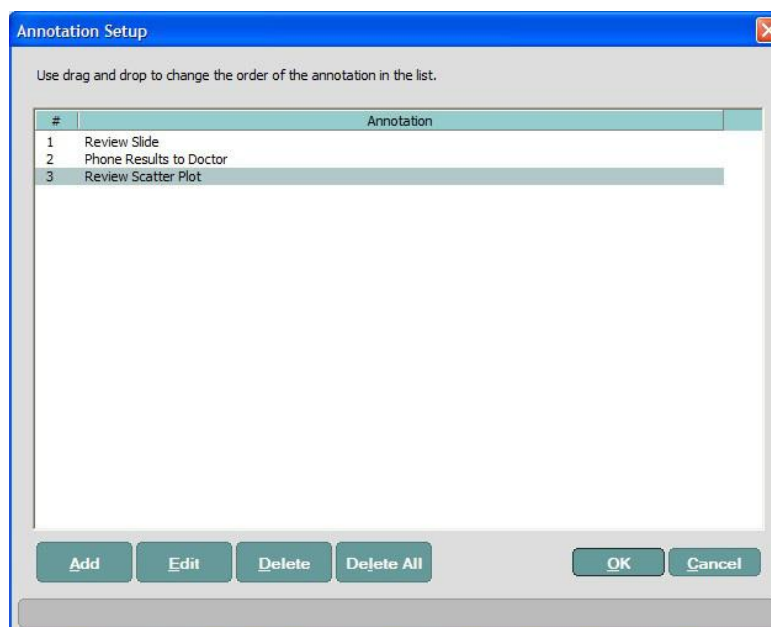 Annotation Setup
Use drag and drop to change the order of the annotation in the list.
# Annotation
1 Review Slide
2 Phone Results to Doctor
3 Review Scatter Plot
Add Edit Delete Delete All OK Cancel